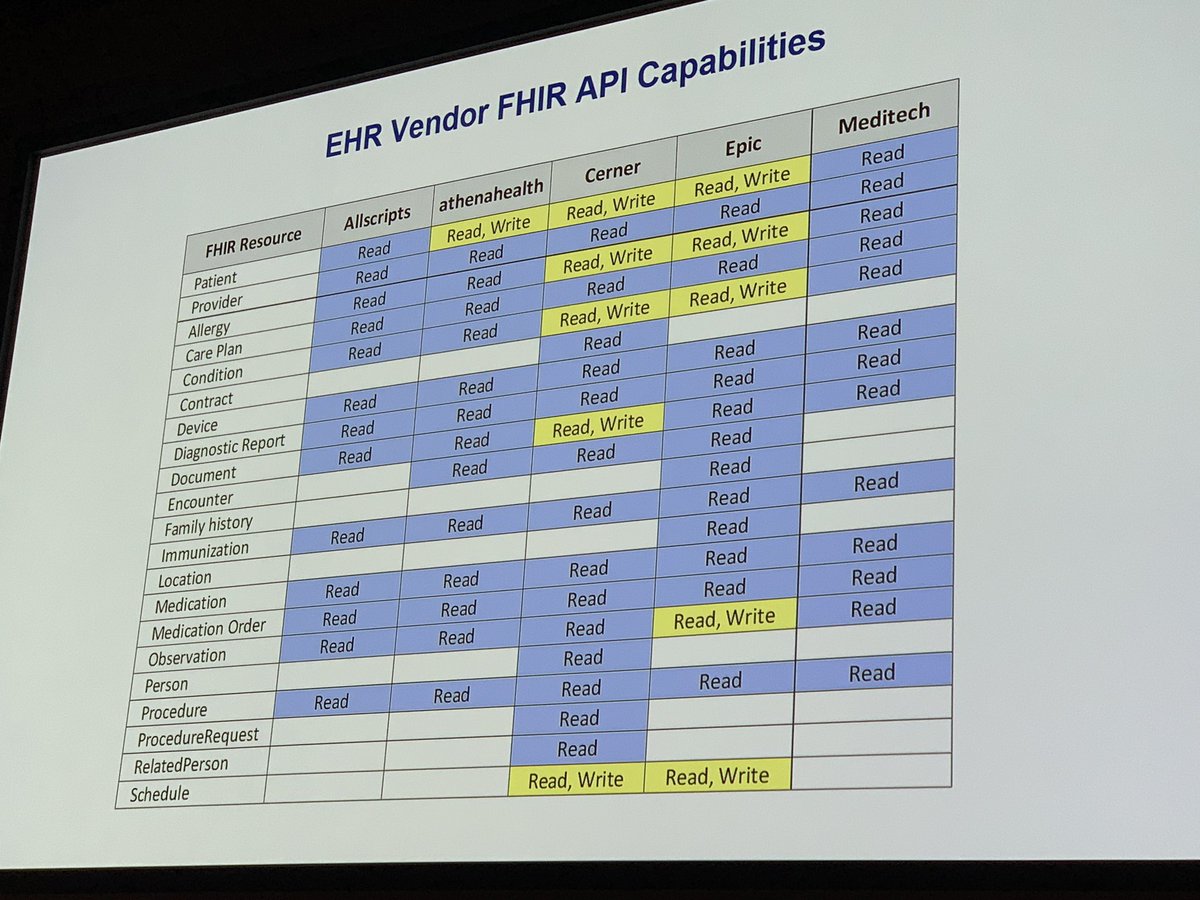 EHR Vendor FHIR API Capabilities
FHIR Resource Allscripts athenahealth Cerner Epic Meditech
Patient Read Read, Write Read, Write Read, Write Read
Provider Read Read Read Read Read
Allergy Read Read Read, Write Read, Write Read
Care Plan Read Read Read Read Read
Condition Read Read Read, Write Read, Write Read
Contract Read
Device Read Read Read Read Read
Diagnostic Report Read Read Read Read Read
Document Read Read Read, Write Read Read
Encounter Read Read Read
Family history Read
Immunization Read Read Read Read Read
Location Read
Medication Read Read Read Read Read
Medication Order Read Read Read Read Read
Observation Read Read Read Read, Write Read
Person Read
Procedure Read Read Read Read Read
ProcedureRequest Read
RelatedPerson Read
Schedule Read, Write Read, Write